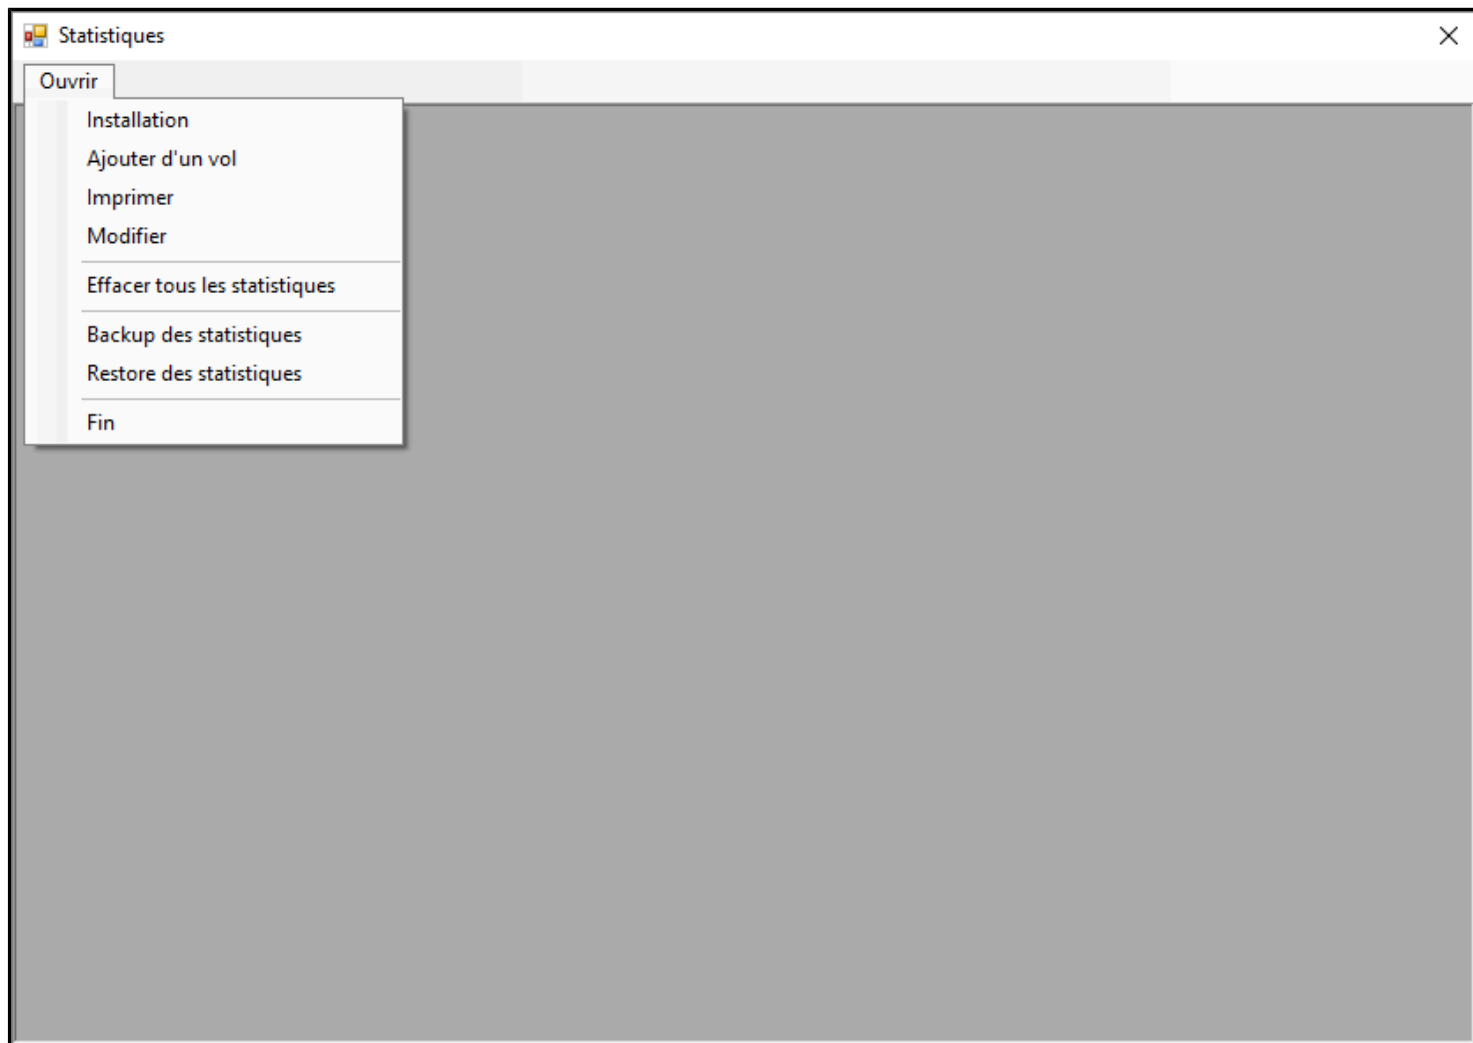 Statistiques
Ouvrir
Installation
Ajouter d'un vol
Imprimer
Modifier
Effacer tous les statistiques
Backup des statistiques
Restore des statistiques
Fin